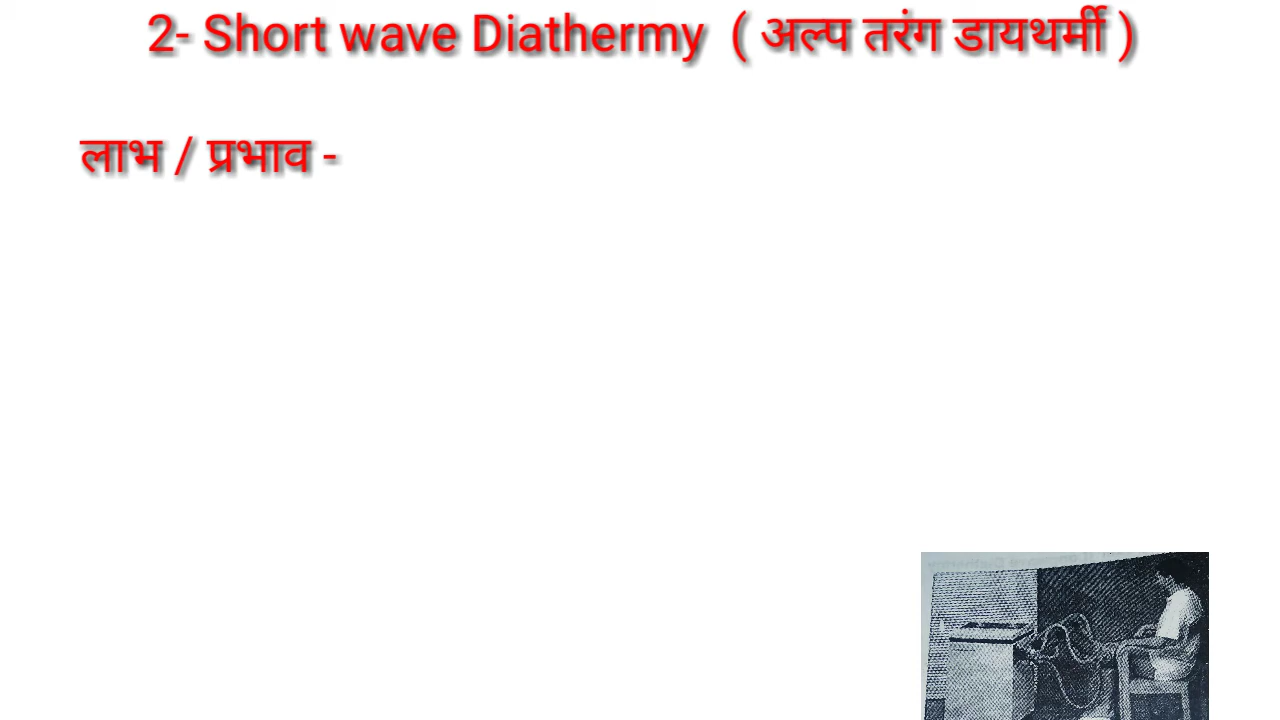 2- Short wave Diathermy ( अल्प तरंग डायथर्मी )
लाभ / प्रभाव -